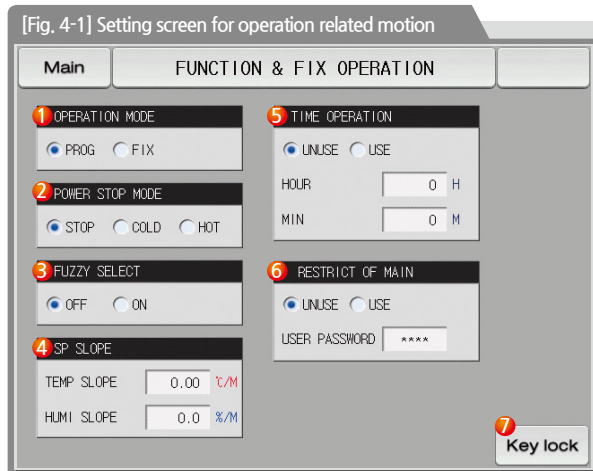 [Fig. 4-1] Setting screen for operation related motion
Main
FUNCTION & FIX OPERATION
1 OPERATION MODE
PROG FIX
2 POWER STOP MODE
STOP COLD HOT
3 FUZZY SELECT
OFF ON
4 SP SLOPE
TEMP SLOPE 0.00 ℃/M
HUMI SLOPE 0.0 %/M
5 TIME OPERATION
UNUSE USE
HOUR 0 H
MIN 0 M
6 RESTRICT OF MAIN
UNUSE USE
USER PASSWORD ****
7
Key lock